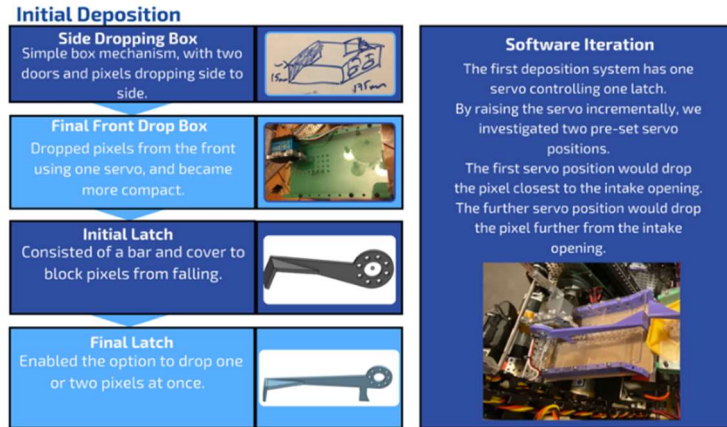 Initial Deposition
Side Dropping Box
Simple box mechanism, with two
doors and pixels dropping side to
side.
Final Front Drop Box
Dropped pixels from the front
using one servo, and became
more compact.
Initial Latch
Consisted of a bar and cover to
block pixels from falling.
Final Latch
Enabled the option to drop one
or two pixels at once.
Software Iteration
The first deposition system has one
servo controlling one latch.
By raising the servo incrementally, we
investigated two pre-set servo
positions.
The first servo position would drop
the pixel closest to the intake opening.
The further servo position would drop
the pixel further from the intake
opening.